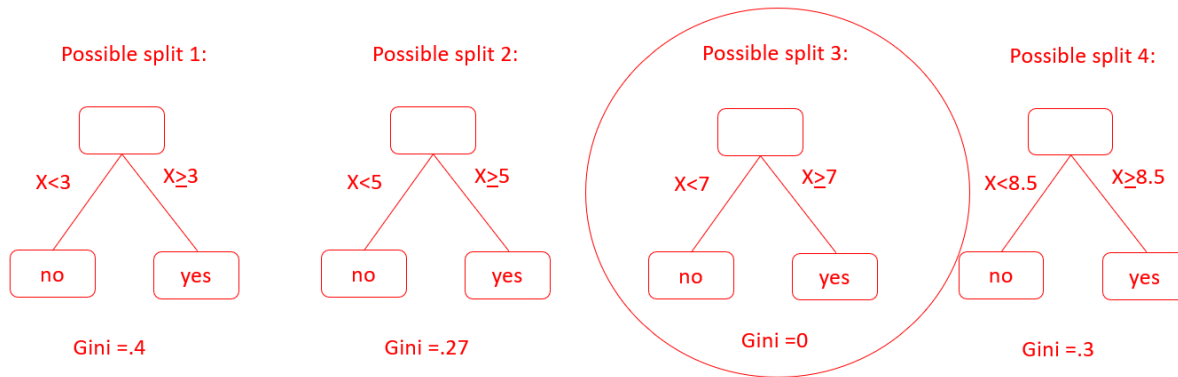 Possible split 1:
X<3
X≥3
no
yes
Gini =.4
Possible split 2:
X<5
X≥5
no
yes
Gini =.27
Possible split 3:
X<7
X≥7
no
yes
Gini =0
Possible split 4:
X<8.5
X≥8.5
no
yes
Gini =.3